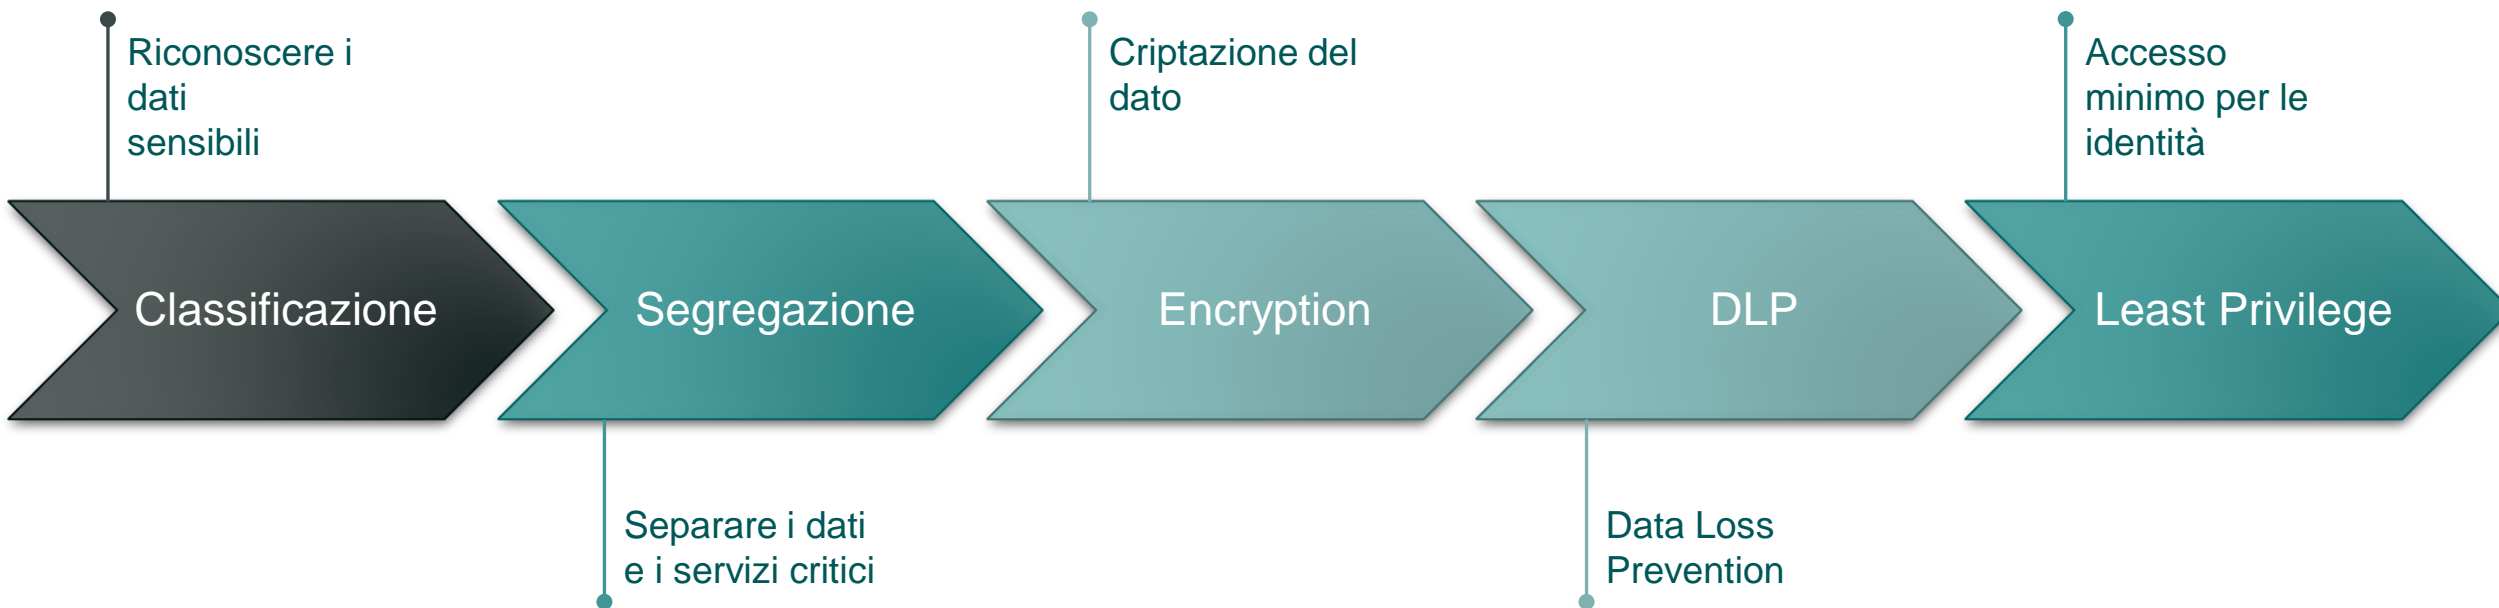 Riconoscere i
dati
sensibili
Criptazione del
dato
Accesso
minimo per le
identità
Classificazione
Segregazione
Encryption
DLP
Least Privilege
Separare i dati
e i servizi critici
Data Loss
Prevention